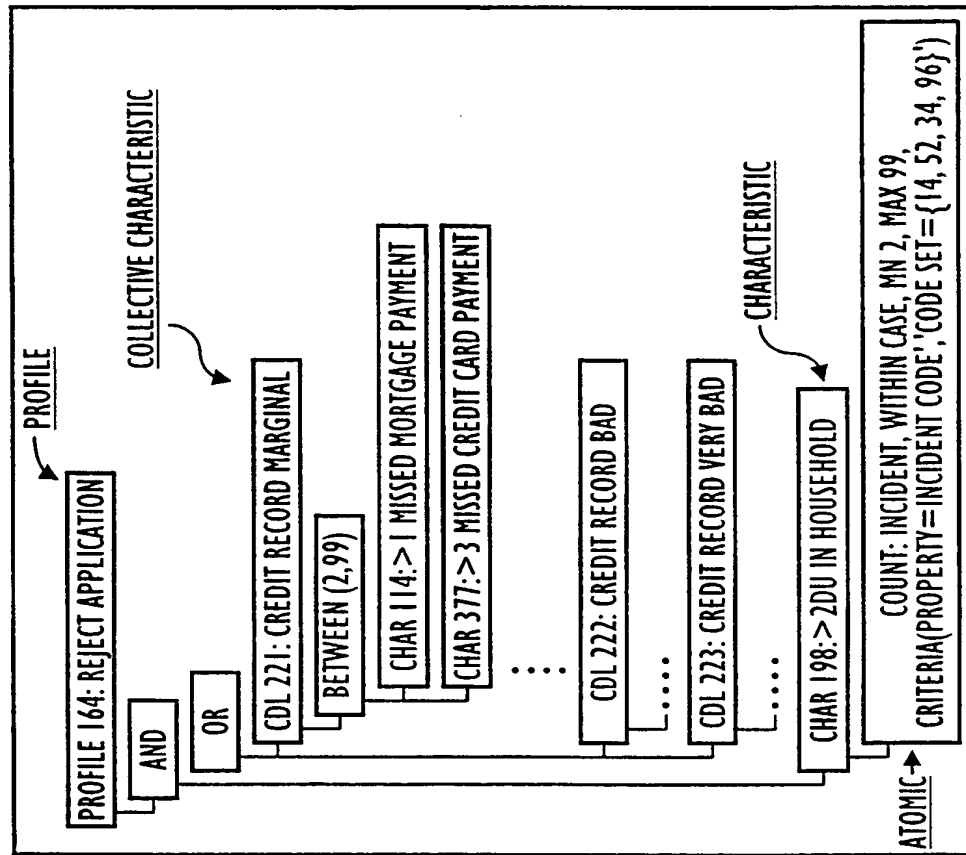 PROFILE
PROFILE 164: REJECT APPLICATION
AND
OR
COLLECTIVE CHARACTERISTIC
CDL 221: CREDIT RECORD MARGINAL
BETWEEN (2,99)
CHAR 114:>1 MISSED MORTGAGE PAYMENT
CHAR 377:>3 MISSED CREDIT CARD PAYMENT
.....
CDL 222: CREDIT RECORD BAD
.....
CDL 223: CREDIT RECORD VERY BAD
.....
CHARACTERISTIC
CHAR 198:>2DU IN HOUSEHOLD
ATOMIC
COUNT: INCIDENT, WITHIN CASE, MN 2, MAX 99,
CRITERIA(PROPERTY=INCIDENT CODE','CODE SET={14, 52, 34, 96}')